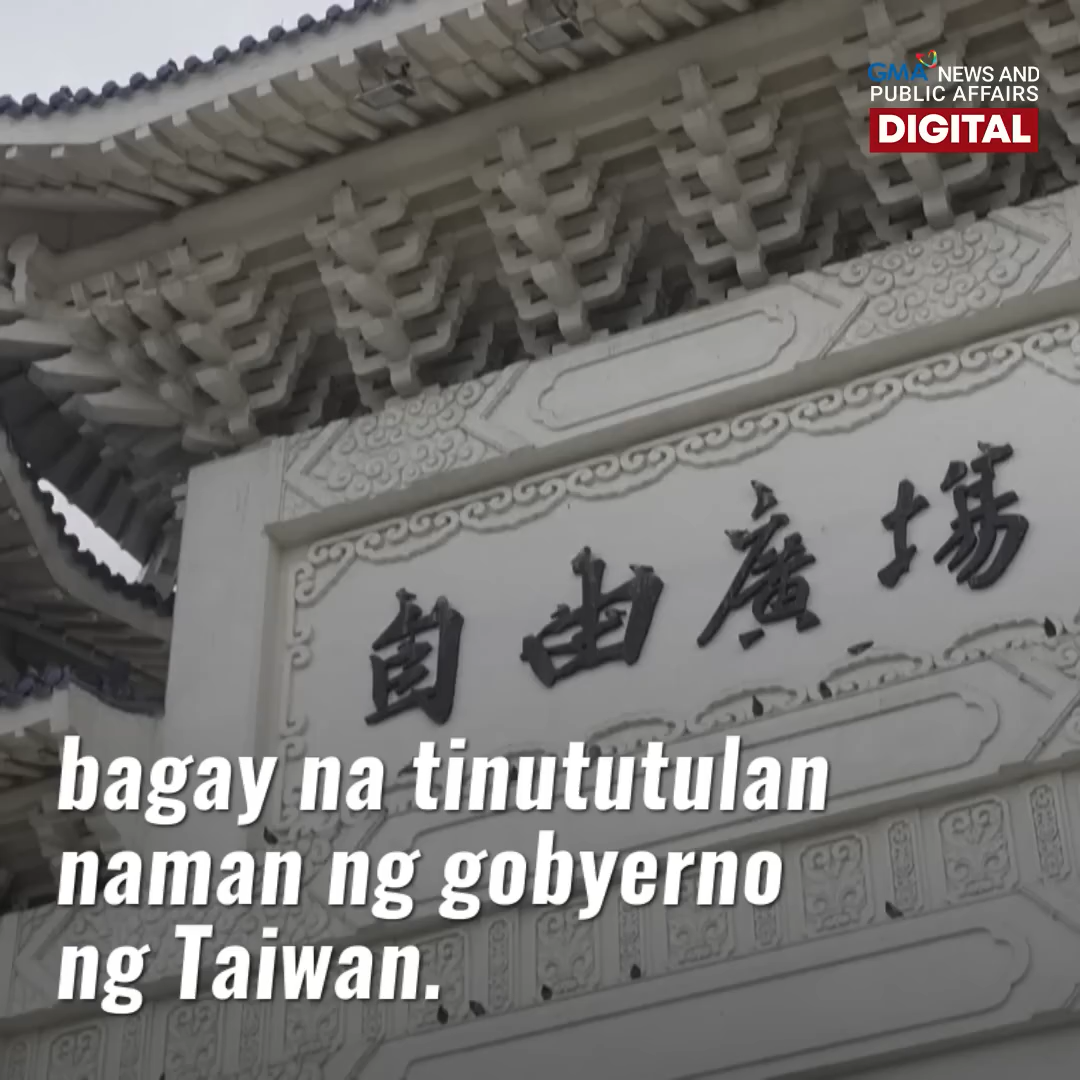 GMA NEWS AND
PUBLIC AFFAIRS
DIGITAL
自由廣場
bagay na tinututulan
naman ng gobyerno
ng Taiwan.